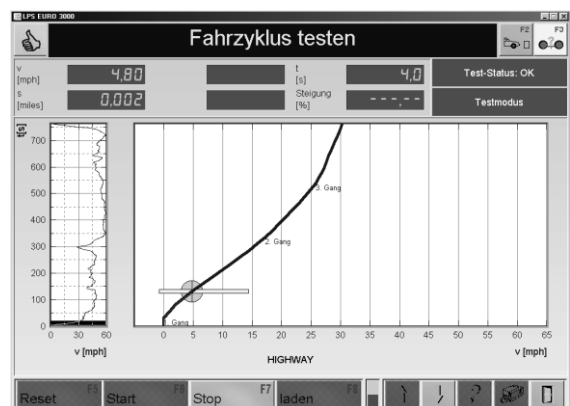 LPS EURO 3000
Fahrzyklus testen
F2
F3
v [mph]
4,80
t [s]
4,0
Test-Status: OK
s [miles]
0,002
Steigung [%]
---,-
Testmodus
t[s]
700
600
500
400
300
200
100
0
0 30 60
v [mph]
3. Gang
2. Gang
Gang
0 5 10 15 20 25 30 35 40 45 50 55 60 65
v [mph]
HIGHWAY
Reset F5
Start F6
Stop F7
laden F8